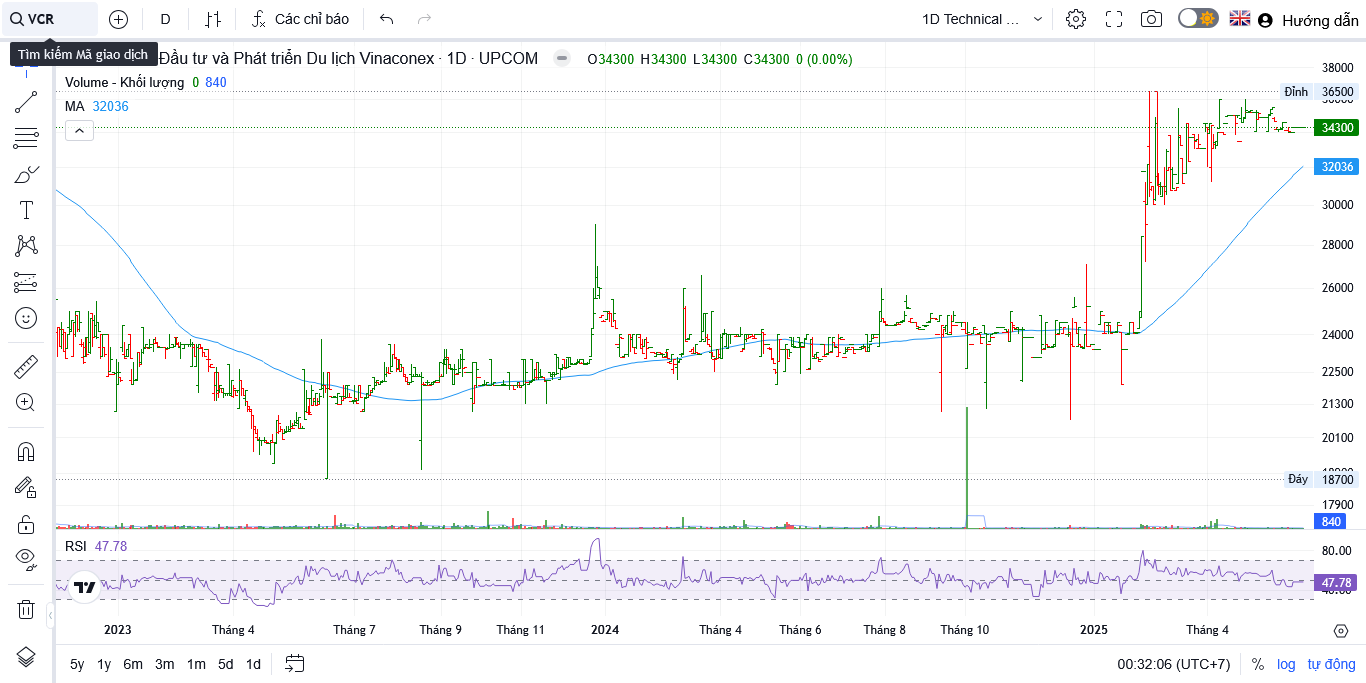 VCR
D
Các chỉ báo
1D Technical ...
Hướng dẫn
Tìm kiếm Mã giao dịch
Đầu tư và Phát triển Du lịch Vinaconex · 1D · UPCOM
O34300 H34300 L34300 C34300 0 (0.00%)
Volume - Khối lượng 0 840
MA 32036
38000
Đỉnh 36500
34300
32036
30000
28000
26000
24000
22500
21300
20100
Đáy 18700
17900
840
RSI 47.78
80.00
47.78
40.00
2023
Tháng 4
Tháng 7
Tháng 9
Tháng 11
2024
Tháng 4
Tháng 6
Tháng 8
Tháng 10
2025
Tháng 4
5y 1y 6m 3m 1m 5d 1d
00:32:06 (UTC+7)
% log tự động